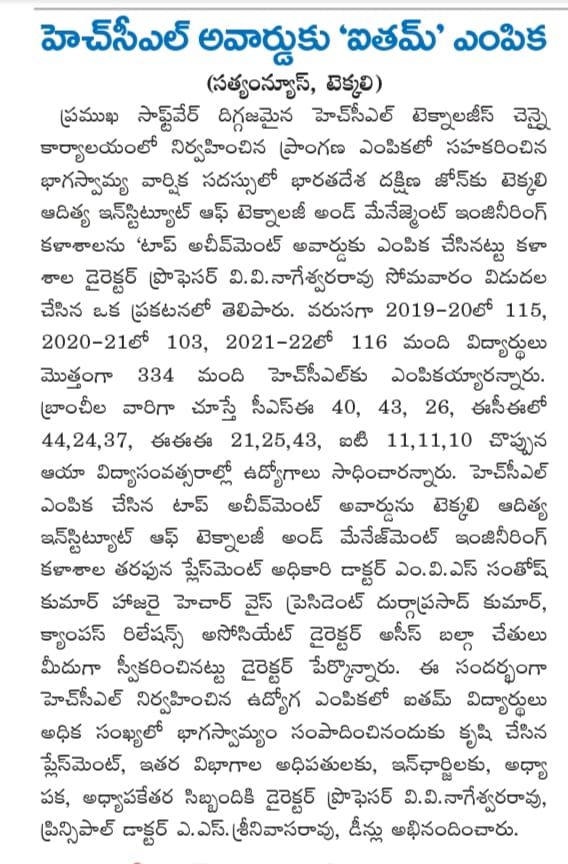 హెచ్‌సీఎల్ అవార్డుకు ‘ఐతమ్’ ఎంపిక
(సత్యంన్యూస్, టెక్కలి)
ప్రముఖ సాఫ్ట్‌వేర్ దిగ్గజమైన హెచ్‌సీఎల్ టెక్నాలజీస్ చెన్నై
కార్యాలయంలో నిర్వహించిన ప్రాంగణ ఎంపికలో సహకరించిన
భాగస్వామ్య వార్షిక సదస్సులో భారతదేశ దక్షిణ జోన్‌కు టెక్కలి
ఆదిత్య ఇన్‌స్టిట్యూట్ ఆఫ్ టెక్నాలజీ అండ్ మేనేజ్మెంట్ ఇంజినీరింగ్
కళాశాలను ‘టాప్ అచీవ్‌మెంట్ అవార్డుకు ఎంపిక చేసినట్టు కళా
శాల డైరెక్టర్ ప్రొఫెసర్ వి.వి.నాగేశ్వరరావు సోమవారం విడుదల
చేసిన ఒక ప్రకటనలో తెలిపారు. వరుసగా 2019-20లో 115,
2020-21లో 103, 2021-22లో 116 మంది విద్యార్థులు
మొత్తంగా 334 మంది హెచ్‌సీఎల్‌కు ఎంపికయ్యారన్నారు.
బ్రాంచీల వారిగా చూస్తే సీఎస్ఈ 40, 43, 26, ఈసీఈలో
44,24,37, ఈఈఈ 21,25,43, ఐటి 11,11,10 చొప్పున
ఆయా విద్యాసంవత్సరాల్లో ఉద్యోగాలు సాధించారన్నారు. హెచ్‌సీఎల్
ఎంపిక చేసిన టాప్ అచీవ్‌మెంట్ అవార్డును టెక్కలి ఆదిత్య
ఇన్‌స్టిట్యూట్ ఆఫ్ టెక్నాలజీ అండ్ మేనేజ్‌మెంట్ ఇంజినీరింగ్
కళాశాల తరఫున ప్లేస్‌మెంట్ అధికారి డాక్టర్ ఎం.వి.ఎస్ సంతోష్
కుమార్ హాజరై హెచార్ వైస్ ప్రెసిడెంట్ దుర్గాప్రసాద్ కుమార్,
క్యాంపస్ రిలేషన్స్ అసోసియేట్ డైరెక్టర్ అసీస్ బల్గా చేతులు
మీదుగా స్వీకరించినట్టు డైరెక్టర్ పేర్కొన్నారు. ఈ సందర్భంగా
హెచ్‌సీఎల్ నిర్వహించిన ఉద్యోగ ఎంపికలో ఐతమ్ విద్యార్థులు
అధిక సంఖ్యలో భాగస్వామ్యం సంపాదించినందుకు కృషి చేసిన
ప్లేస్‌మెంట్, ఇతర విభాగాల అధిపతులకు, ఇన్‌ఛార్జిలకు, అధ్యా
పక, అధ్యాపకేతర సిబ్బందికి డైరెక్టర్ ప్రొఫెసర్ వి.వి.నాగేశ్వరరావు,
ప్రిన్సిపాల్ డాక్టర్ ఎ.ఎస్.శ్రీనివాసరావు, డీన్లు అభినందించారు.